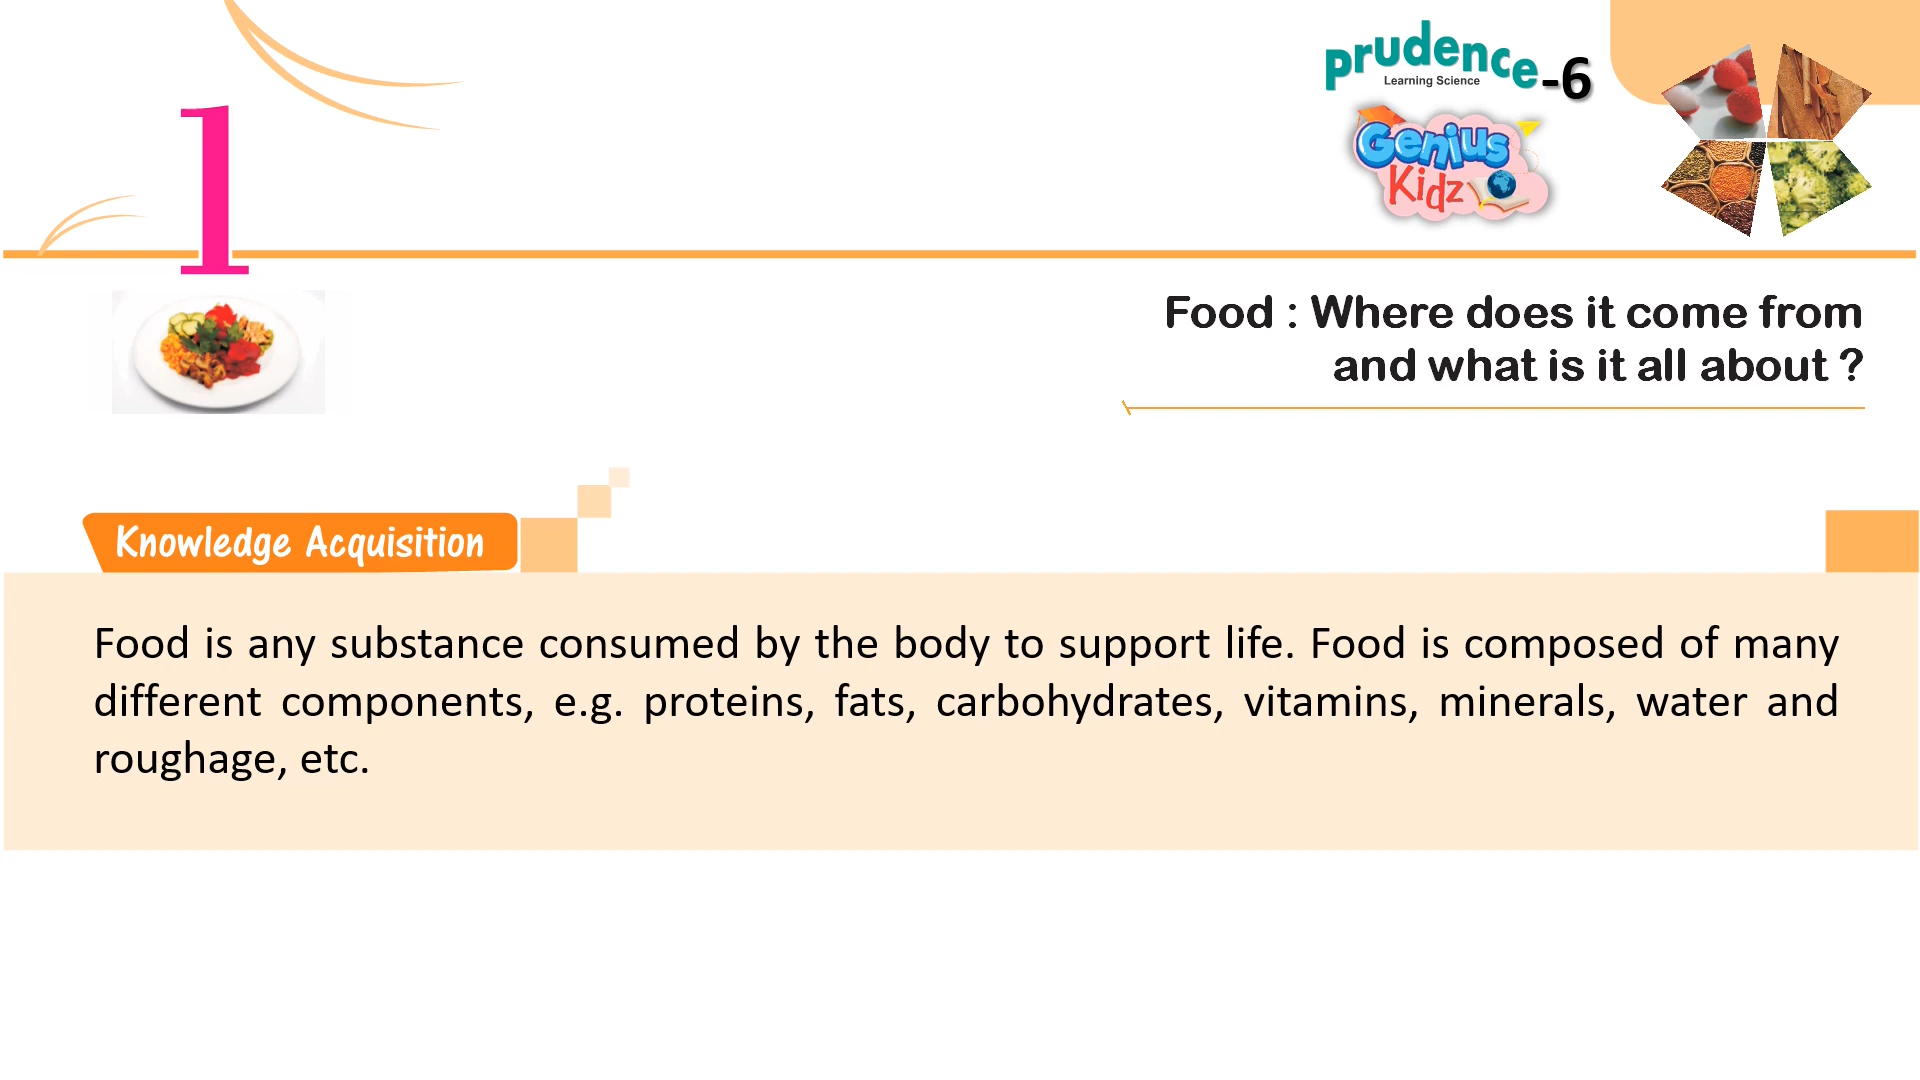 prudence-6
Learning Science
Genius
Kidz
1
Food : Where does it come from
and what is it all about ?
Knowledge Acquisition
Food is any substance consumed by the body to support life. Food is composed of many
different components, e.g. proteins, fats, carbohydrates, vitamins, minerals, water and
roughage, etc.